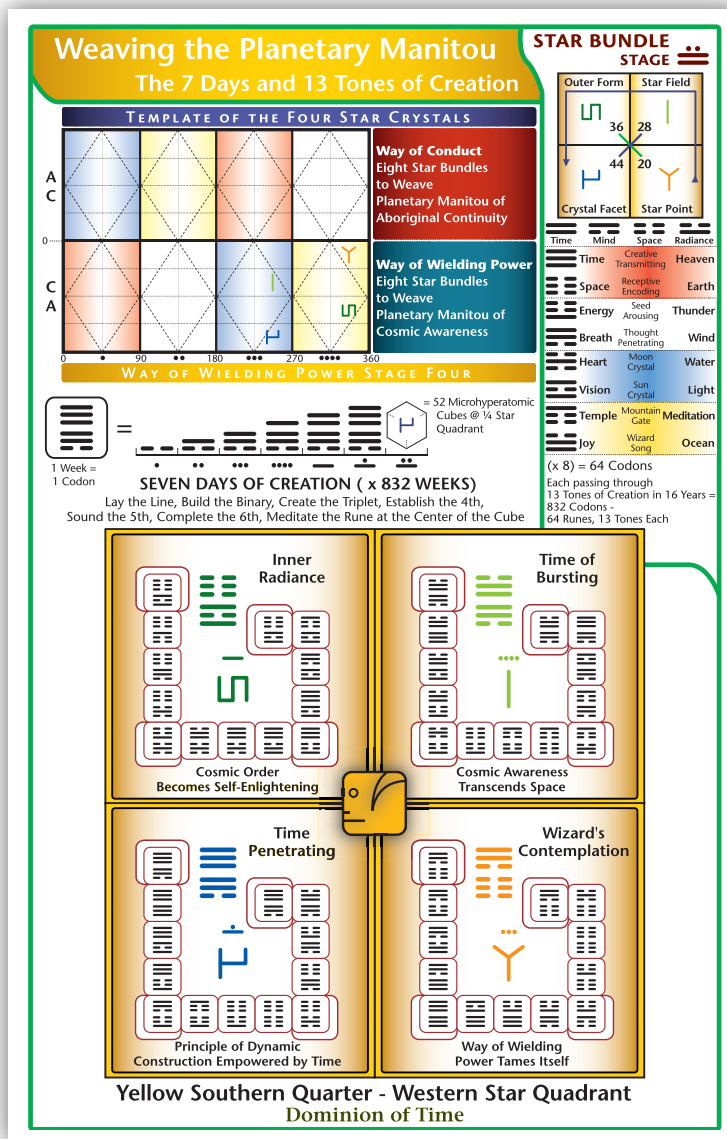 Weaving the Planetary Manitou
The 7 Days and 13 Tones of Creation
STAR BUNDLE
STAGE
TEMPLATE OF THE FOUR STAR CRYSTALS
A
C
0
C
A
0
90
180
270
360
Way of Conduct
Eight Star Bundles
to Weave
Planetary Manitou of
Aboriginal Continuity
Way of Wielding Power
Eight Star Bundles
to Weave
Planetary Manitou of
Cosmic Awareness
WAY OF WIELDING POWER STAGE FOUR
Outer Form Star Field
36 28
44 20
Crystal Facet Star Point
Time Mind Space Radiance
Time Creative Transmitting Heaven
Space Receptive Encoding Earth
Energy Seed Arousing Thunder
Breath Thought Penetrating Wind
Heart Moon Crystal Water
Vision Sun Crystal Light
Temple Mountain Gate Meditation
Joy Wizard Song Ocean
(x 8) = 64 Codons
Each passing through
13 Tones of Creation in 16 Years =
832 Codons -
64 Runes, 13 Tones Each
1 Week =
1 Codon
=
= 52 Microhyperatomic
Cubes @ ¼ Star
Quadrant
SEVEN DAYS OF CREATION ( x 832 WEEKS)
Lay the Line, Build the Binary, Create the Triplet, Establish the 4th,
Sound the 5th, Complete the 6th, Meditate the Rune at the Center of the Cube
Inner
Radiance
Cosmic Order
Becomes Self-Enlightening
Time of
Bursting
Cosmic Awareness
Transcends Space
Time
Penetrating
Principle of Dynamic
Construction Empowered by Time
Wizard's
Contemplation
Way of Wielding
Power Tames Itself
Yellow Southern Quarter - Western Star Quadrant
Dominion of Time